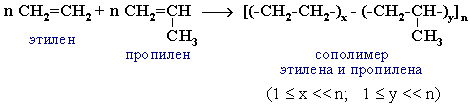 n CH₂=CH₂ + n CH₂=CH ⟶ [(-CH₂-CH₂-)ₓ - (-CH₂-CH-)ᵧ]ₙ
этилен CH₃ CH₃
пропилен сополимер
этилена и пропилена
(1 ≤ x << n; 1 ≤ y << n)